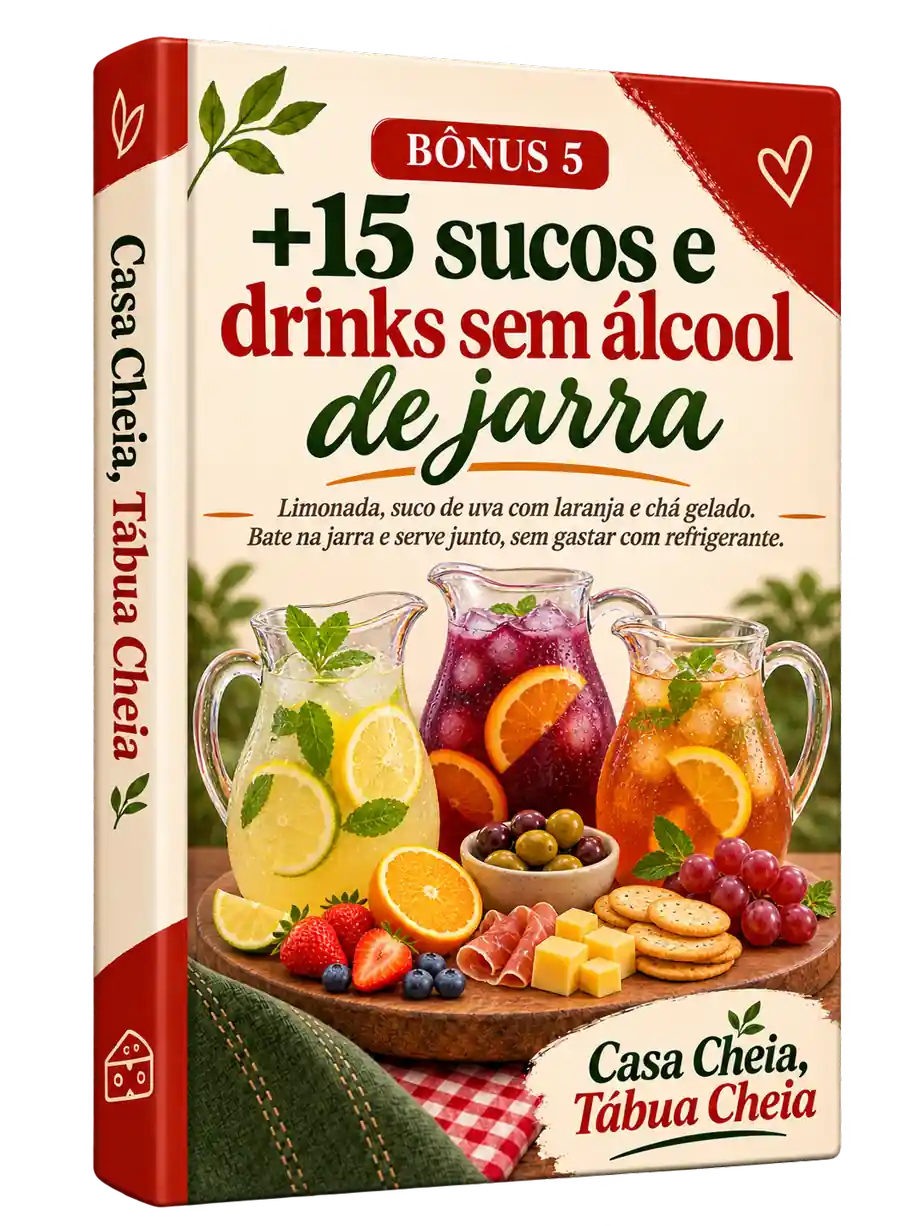 BÔNUS 5
+15 sucos e
drinks sem álcool
de jarra
Limonada, suco de uva com laranja e chá gelado.
Bate na jarra e serve junto, sem gastar com refrigerante.
Casa Cheia, Tábua Cheia
Casa Cheia,
Tábua Cheia